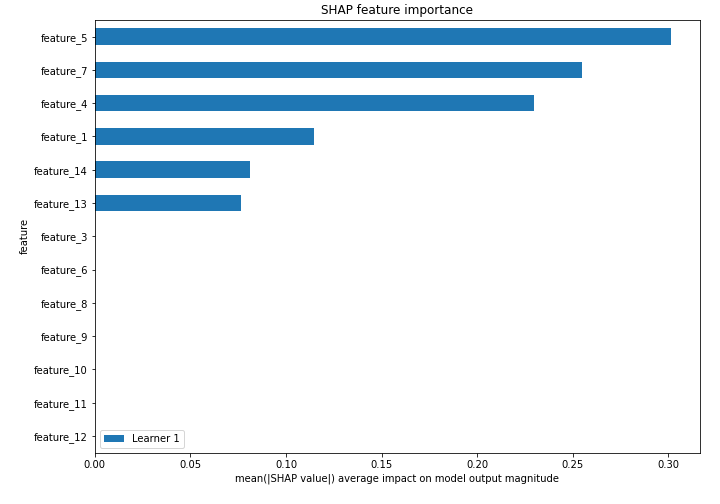 SHAP feature importance
feature_5
feature_7
feature_4
feature_1
feature_14
feature_13
feature_3
feature_6
feature_8
feature_9
feature_10
feature_11
feature_12
feature
Learner 1
0.00 0.05 0.10 0.15 0.20 0.25 0.30
mean(|SHAP value|) average impact on model output magnitude